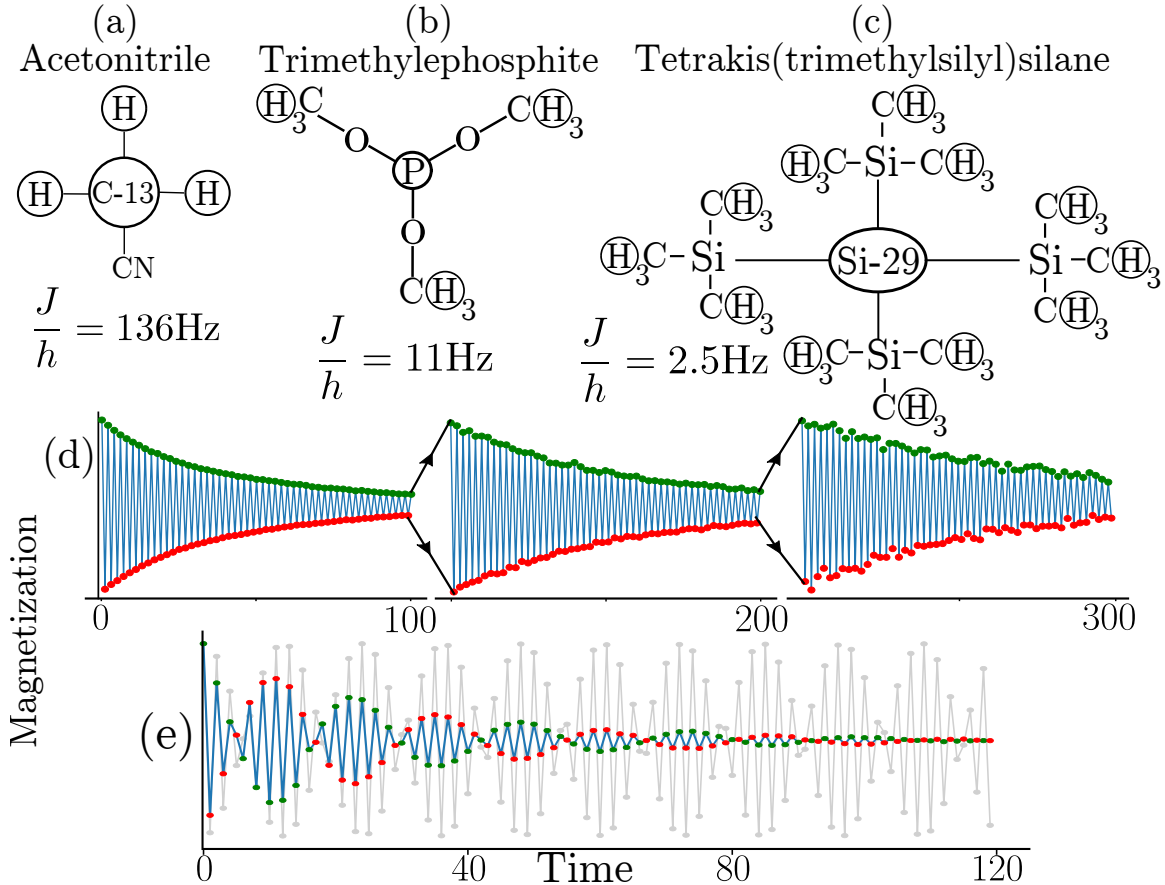 (a)
Acetonitrile
H
H C-13 H
CN
J/h = 136Hz
(b)
Trimethylephosphite
H3C CH3
O O
P
O
CH3
J/h = 11Hz
(c)
Tetrakis(trimethylsilyl)silane
CH3
H3C Si CH3
CH3 CH3
H3C Si Si-29 Si CH3
CH3 CH3
H3C Si CH3
CH3
J/h = 2.5Hz
(d)
0 100 200 300
Magnetization
(e)
0 40 80 120
Time